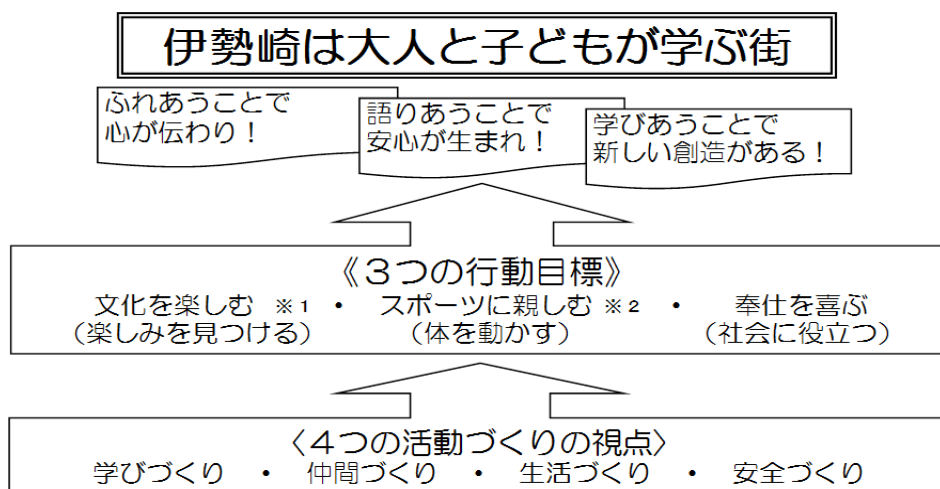 伊勢崎は大人と子どもが学ぶ街
ふれあうことで
心が伝わり！
語りあうことで
安心が生まれ！
学びあうことで
新しい創造がある！
《３つの行動目標》
文化を楽しむ ※１ ・ スポーツに親しむ ※２ ・ 奉仕を喜ぶ
（楽しみを見つける） （体を動かす） （社会に役立つ）
〈４つの活動づくりの視点〉
学びづくり ・ 仲間づくり ・ 生活づくり ・ 安全づくり